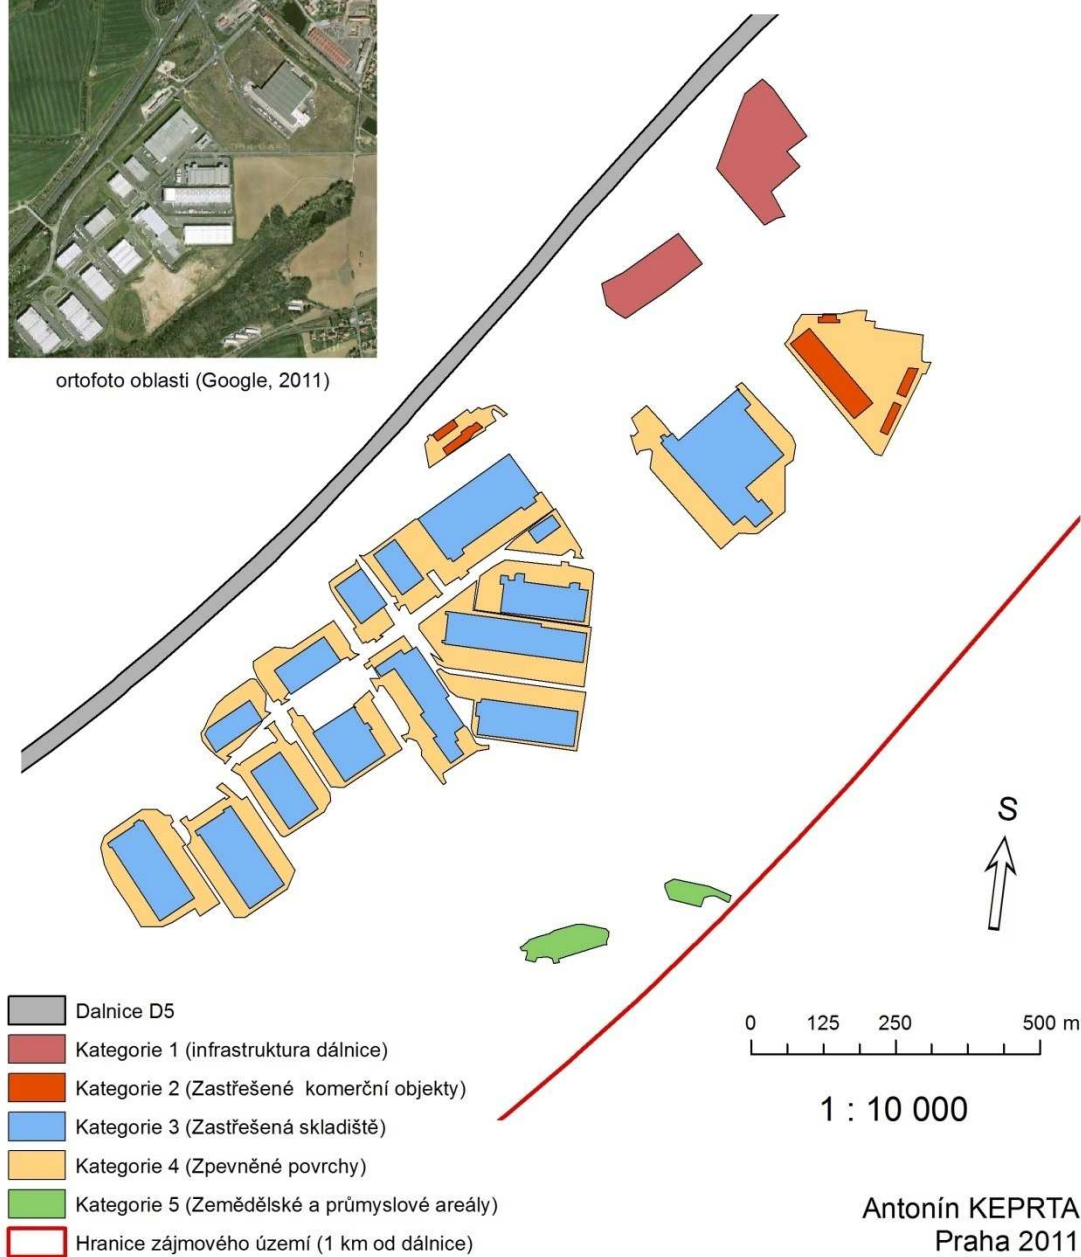 ortofoto oblasti (Google, 2011)
S
Dalnice D5
Kategorie 1 (infrastruktura dálnice)
Kategorie 2 (Zastřešené komerční objekty)
Kategorie 3 (Zastřešená skladiště)
Kategorie 4 (Zpevněné povrchy)
Kategorie 5 (Zemědělské a průmyslové areály)
Hranice zájmového území (1 km od dálnice)
0 125 250 500 m
1 : 10 000
Antonín KEPRTA
Praha 2011